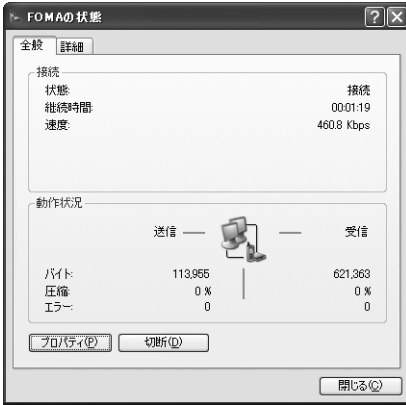 FOMAの状態
全般 詳細
接続
状態: 接続
継続時間: 00:01:19
速度: 460.8 Kbps
動作状況
送信 受信
バイト: 113,955 621,363
圧縮: 0 % 0 %
エラー: 0 0
プロパティ(P) 切断(D)
閉じる(C)